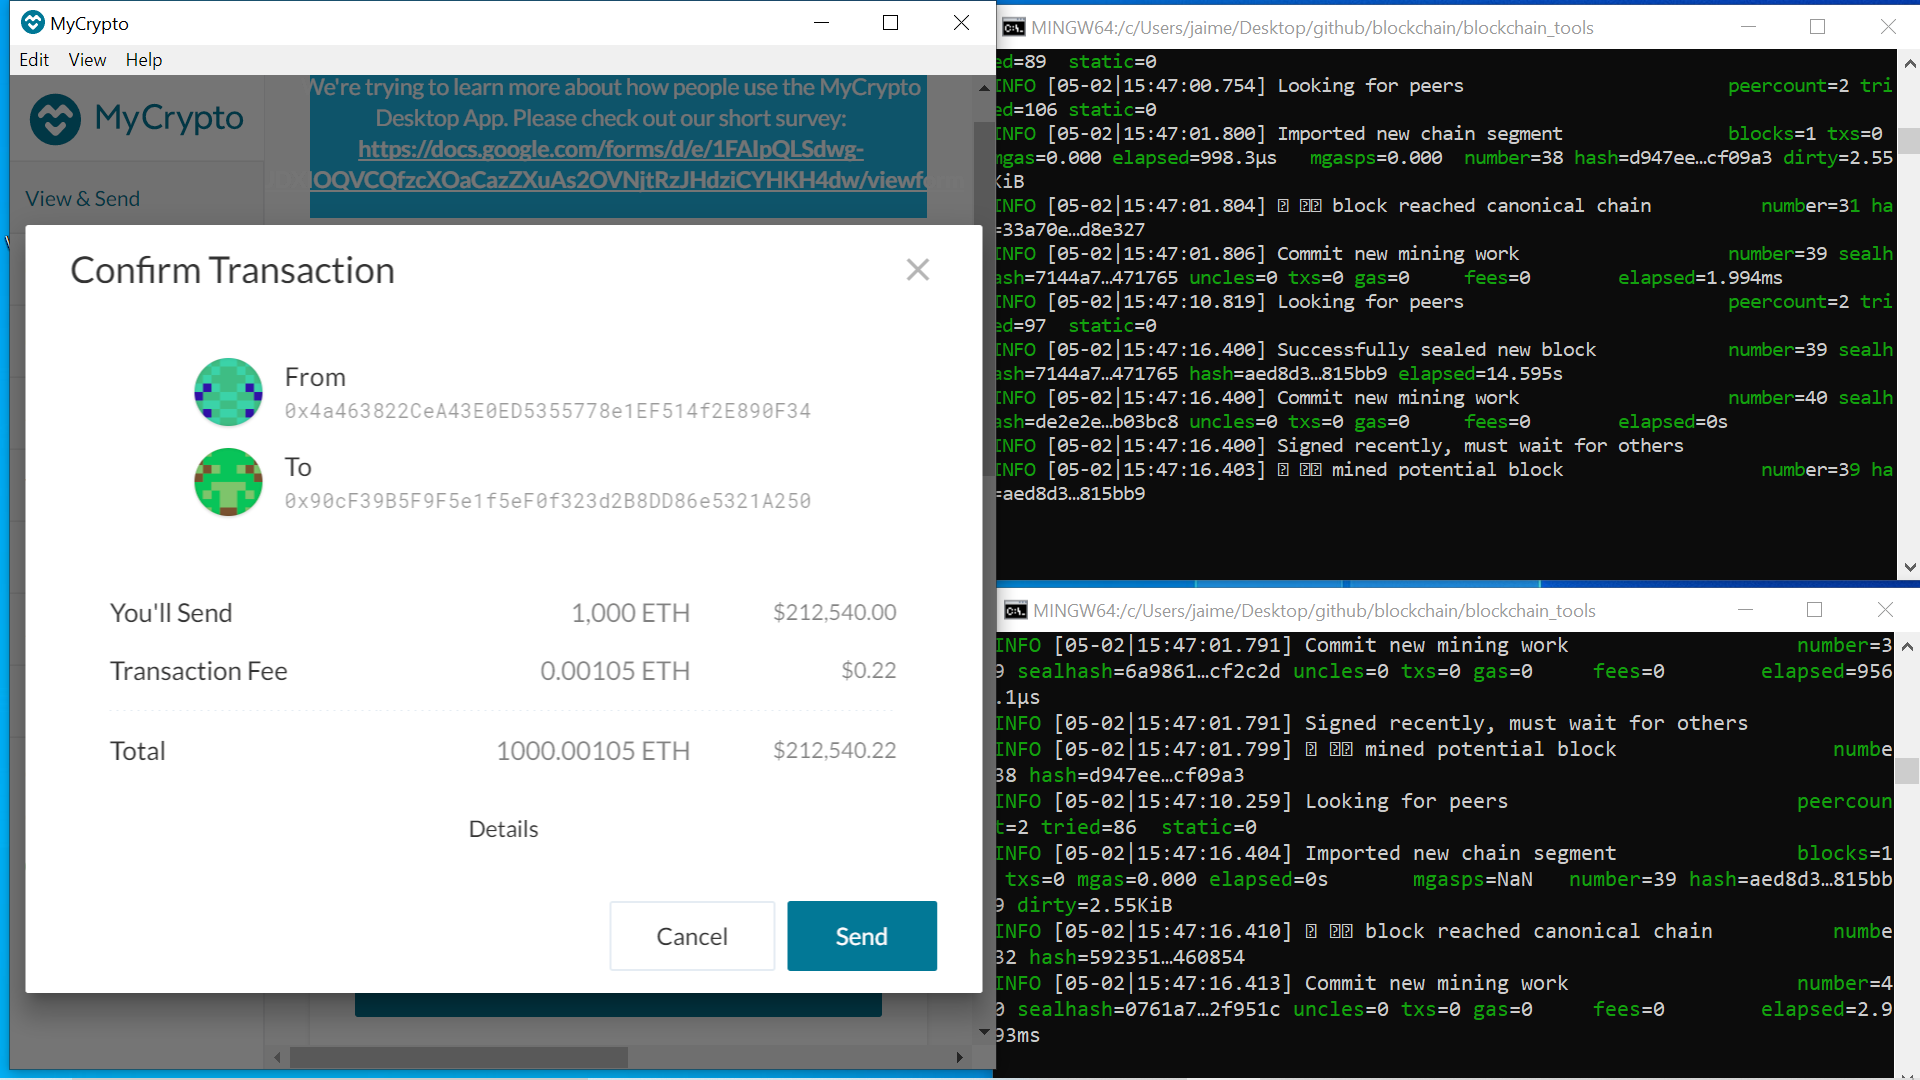 MyCrypto
Edit View Help
MyCrypto
We're trying to learn more about how people use the MyCrypto
Desktop App. Please check out our short survey:
https://docs.google.com/forms/d/e/1FAIpQLSdwg-
View & Send
Confirm Transaction
From
0x4a463822CeA43E0ED5355778e1EF514f2E890F34
To
0x90cF39B5F9F5e1f5eF0f323d2B8DD86e5321A250
You'll Send 1,000 ETH $212,540.00
Transaction Fee 0.00105 ETH $0.22
Total 1000.00105 ETH $212,540.22
Details
Cancel Send
MINGW64:/c/Users/jaime/Desktop/github/blockchain/blockchain_tools
ed=89 static=0
INFO [05-02|15:47:00.754] Looking for peers peercount=2 tri
ed=106 static=0
INFO [05-02|15:47:01.800] Imported new chain segment blocks=1 txs=0
mgas=0.000 elapsed=998.3µs mgasps=0.000 number=38 hash=d947ee…cf09a3 dirty=2.55
KiB
INFO [05-02|15:47:01.804] block reached canonical chain number=31 ha
=33a70e…d8e327
INFO [05-02|15:47:01.806] Commit new mining work number=39 sealh
ash=7144a7…471765 uncles=0 txs=0 gas=0 fees=0 elapsed=1.994ms
INFO [05-02|15:47:10.819] Looking for peers peercount=2 tri
ed=97 static=0
INFO [05-02|15:47:16.400] Successfully sealed new block number=39 sealh
ash=7144a7…471765 hash=aed8d3…815bb9 elapsed=14.595s
INFO [05-02|15:47:16.400] Commit new mining work number=40 sealh
ash=de2e2e…b03bc8 uncles=0 txs=0 gas=0 fees=0 elapsed=0s
INFO [05-02|15:47:16.400] Signed recently, must wait for others
INFO [05-02|15:47:16.403] mined potential block number=39 ha
=aed8d3…815bb9
MINGW64:/c/Users/jaime/Desktop/github/blockchain/blockchain_tools
INFO [05-02|15:47:01.791] Commit new mining work number=3
9 sealhash=6a9861…cf2c2d uncles=0 txs=0 gas=0 fees=0 elapsed=956
.1µs
INFO [05-02|15:47:01.791] Signed recently, must wait for others
INFO [05-02|15:47:01.799] mined potential block numbe
38 hash=d947ee…cf09a3
INFO [05-02|15:47:10.259] Looking for peers peercoun
t=2 tried=86 static=0
INFO [05-02|15:47:16.404] Imported new chain segment blocks=1
txs=0 mgas=0.000 elapsed=0s mgasps=NaN number=39 hash=aed8d3…815bb
9 dirty=2.55KiB
INFO [05-02|15:47:16.410] block reached canonical chain numbe
32 hash=592351…460854
INFO [05-02|15:47:16.413] Commit new mining work number=4
0 sealhash=0761a7…2f951c uncles=0 txs=0 gas=0 fees=0 elapsed=2.9
93ms